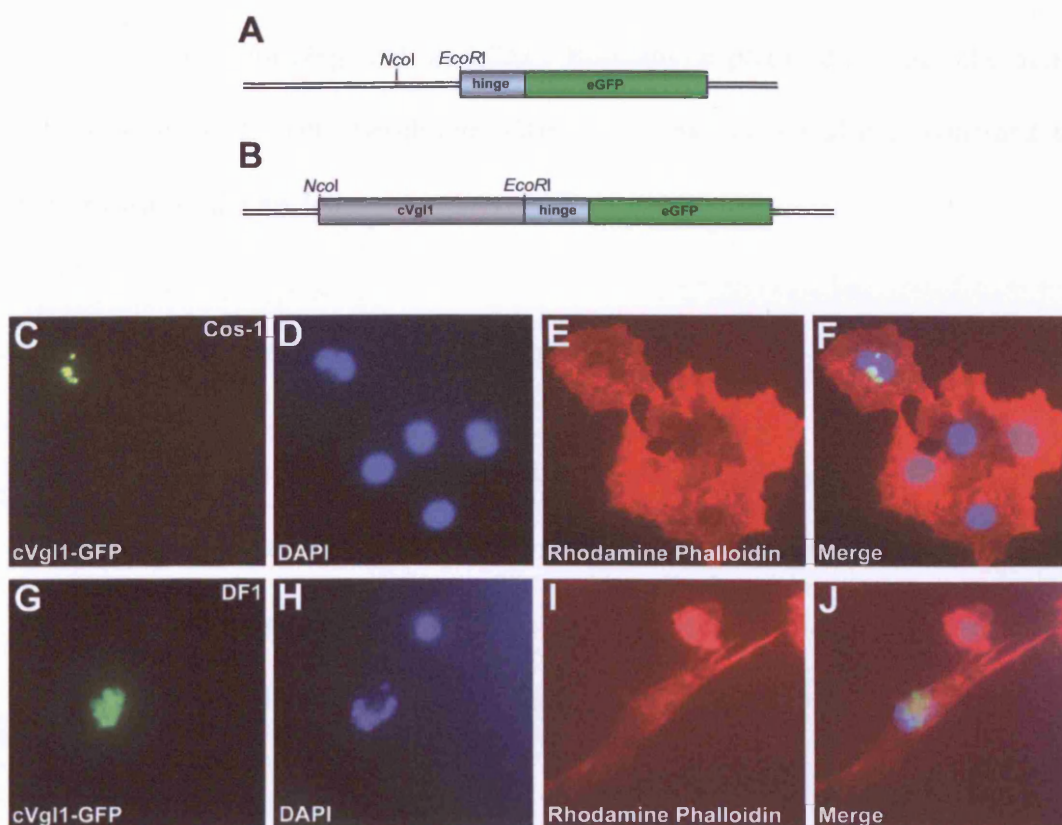 A
NcoI EcoRI
hinge eGFP
B
NcoI EcoRI
cVgl1 hinge eGFP
C Cos-1 D E F
cVgl1-GFP DAPI Rhodamine Phalloidin Merge
G DF1 H I J
cVgl1-GFP DAPI Rhodamine Phalloidin Merge